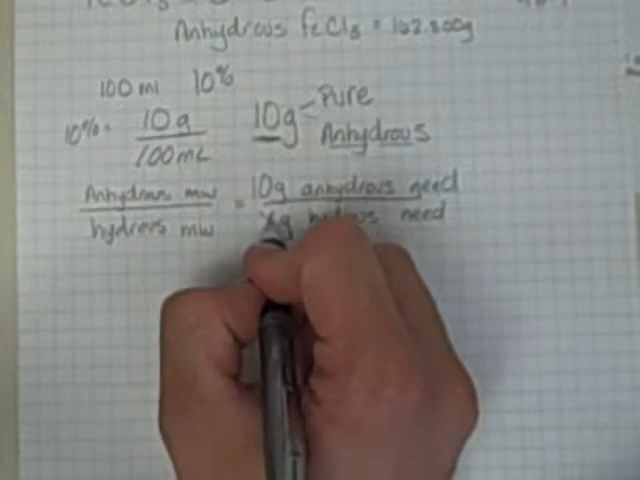 Anhydrous FeCl3 = 162.200g
100 ml 10%
10% = 10g / 100mL
10g - Pure Anhydrous
Anhydrous mw / hydrous mw = 10g anhydrous need / Xg hydrous need